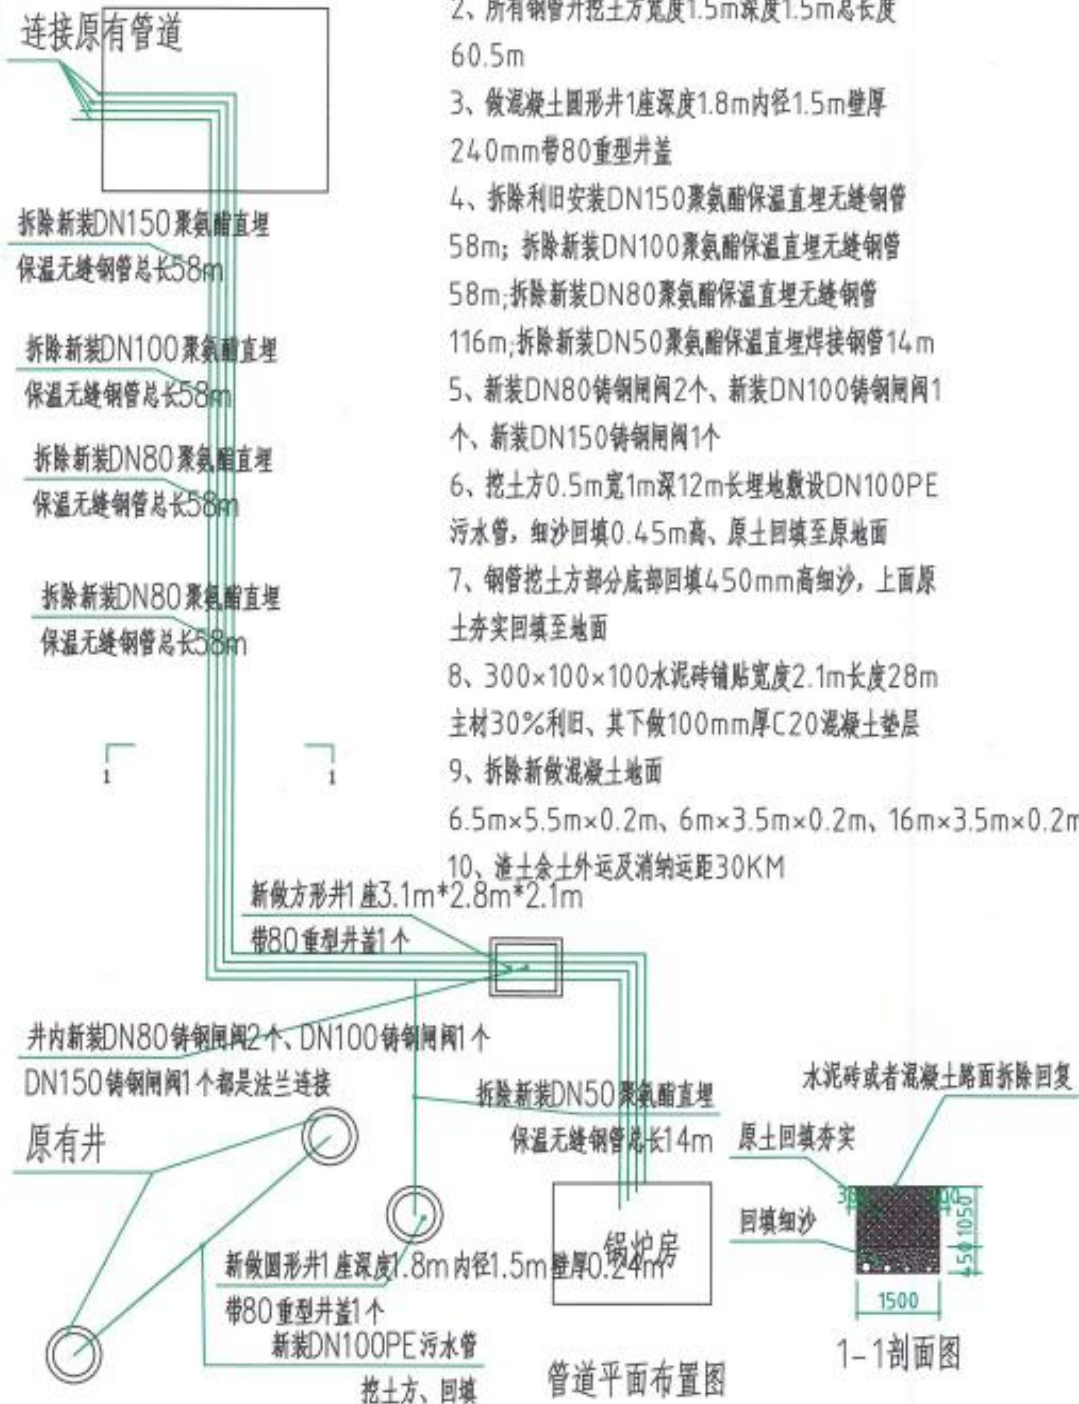 连接原有管道
2、所有钢管开挖土方宽度1.5m深度1.5m总长度
60.5m
3、做混凝土圆形井1座深度1.8m内径1.5m壁厚
240mm带80重型井盖
4、拆除利旧安装DN150聚氨酯保温直埋无缝钢管
58m；拆除新装DN100聚氨酯保温直埋无缝钢管
58m;拆除新装DN80聚氨酯保温直埋无缝钢管
116m;拆除新装DN50聚氨酯保温直埋焊接钢管14m
5、新装DN80铸钢闸阀2个、新装DN100铸钢闸阀1
个、新装DN150铸钢闸阀1个
6、挖土方0.5m宽1m深12m长埋地敷设DN100PE
污水管，细沙回填0.45m高、原土回填至原地面
7、钢管挖土方部分底部回填450mm高细沙，上面原
土夯实回填至地面
8、300×100×100水泥砖铺贴宽度2.1m长度28m
主材30%利旧、其下做100mm厚C20混凝土垫层
9、拆除新做混凝土地面
6.5m×5.5m×0.2m、6m×3.5m×0.2m、16m×3.5m×0.2m
10、渣土余土外运及消纳运距30KM
拆除新装DN150聚氨酯直埋
保温无缝钢管总长58m
拆除新装DN100聚氨酯直埋
保温无缝钢管总长58m
拆除新装DN80聚氨酯直埋
保温无缝钢管总长58m
拆除新装DN80聚氨酯直埋
保温无缝钢管总长58m
1 1
新做方形井1座3.1m*2.8m*2.1m
带80重型井盖1个
井内新装DN80铸钢闸阀2个、DN100铸钢闸阀1个
DN150铸钢闸阀1个都是法兰连接
拆除新装DN50聚氨酯直埋
保温无缝钢管总长14m
原有井
锅炉房
新做圆形井1座深度1.8m内径1.5m壁厚0.24m
带80重型井盖1个
新装DN100PE污水管
挖土方、回填
管道平面布置图
水泥砖或者混凝土路面拆除回复
原土回填夯实
回填细沙
1050
450
1500
1-1剖面图